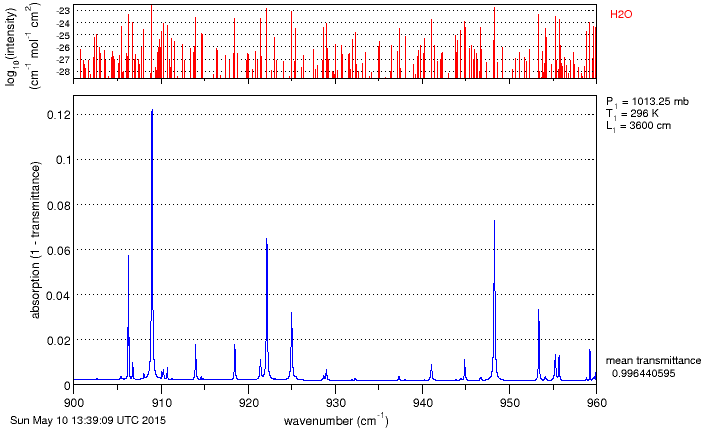 -23
-24
-25
-26
-27
-28
log10(intensity)
(cm-1 mol-1 cm2)
H2O
P1 = 1013.25 mb
T1 = 296 K
L1 = 3600 cm
0.12
0.1
0.08
0.06
0.04
0.02
0
absorption (1 - transmittance)
mean transmittance
0.996440595
900 910 920 930 940 950 960
wavenumber (cm-1)
Sun May 10 13:39:09 UTC 2015